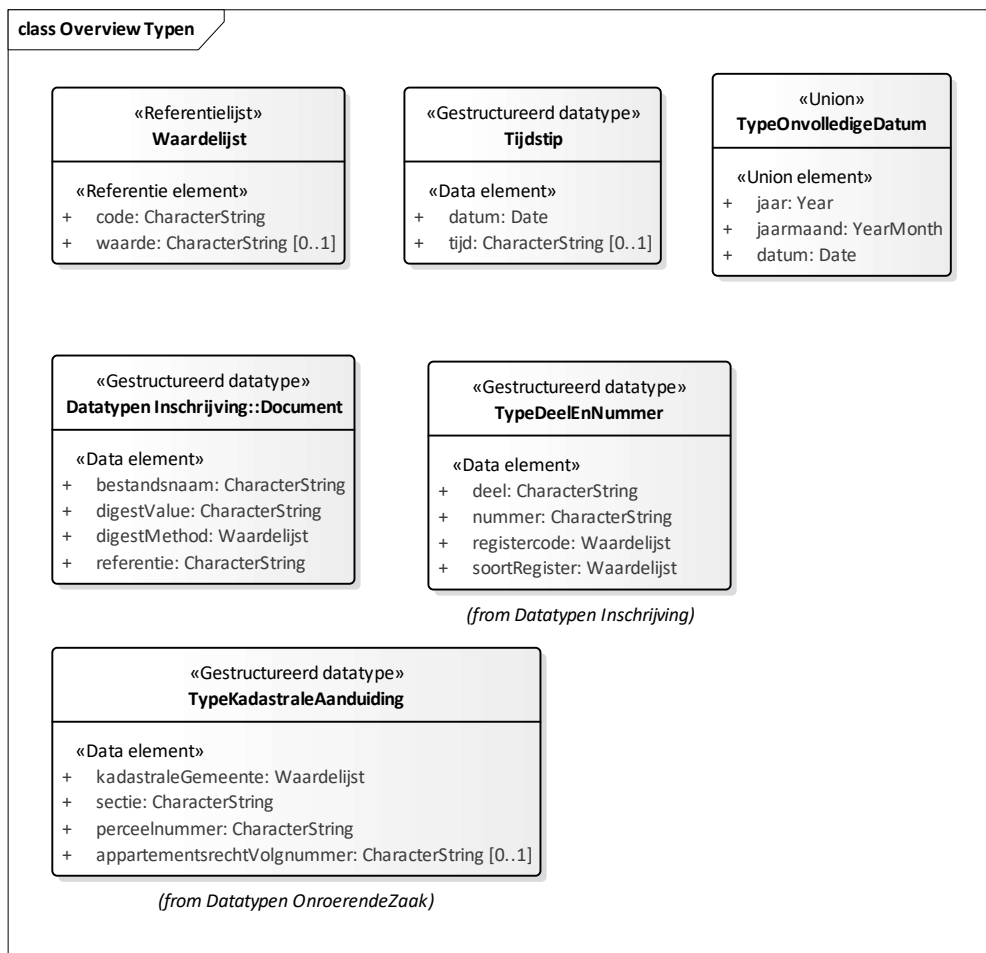 class Overview Typen
«Referentielijst»
Waardelijst
«Referentie element»
+ code: CharacterString
+ waarde: CharacterString [0..1]
«Gestructureerd datatype»
Tijdstip
«Data element»
+ datum: Date
+ tijd: CharacterString [0..1]
«Union»
TypeOnvolledigeDatum
«Union element»
+ jaar: Year
+ jaarmaand: YearMonth
+ datum: Date
«Gestructureerd datatype»
Datatypen Inschrijving::Document
«Data element»
+ bestandsnaam: CharacterString
+ digestValue: CharacterString
+ digestMethod: Waardelijst
+ referentie: CharacterString
«Gestructureerd datatype»
TypeDeelEnNummer
«Data element»
+ deel: CharacterString
+ nummer: CharacterString
+ registercode: Waardelijst
+ soortRegister: Waardelijst
(from Datatypen Inschrijving)
«Gestructureerd datatype»
TypeKadastraleAanduiding
«Data element»
+ kadastraleGemeente: Waardelijst
+ sectie: CharacterString
+ perceelnummer: CharacterString
+ appartementsrechtVolgnummer: CharacterString [0..1]
(from Datatypen OnroerendeZaak)